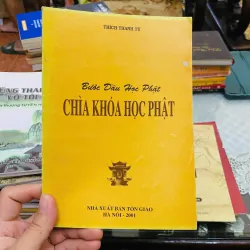 THÍCH THANH TỪ
Bước Đầu Học Phật
CHÌA KHÓA HỌC PHẬT
NHÀ XUẤT BẢN TÔN GIÁO
HÀ NỘI - 2001